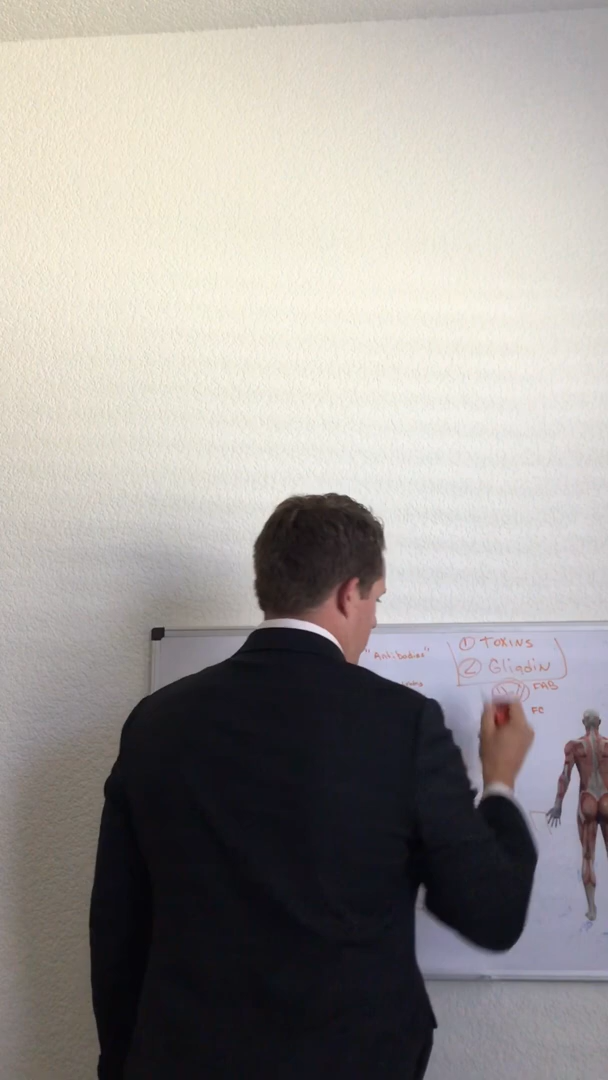 ① TOXINS
"Antibodies"
② Gliadin
FAB
FC